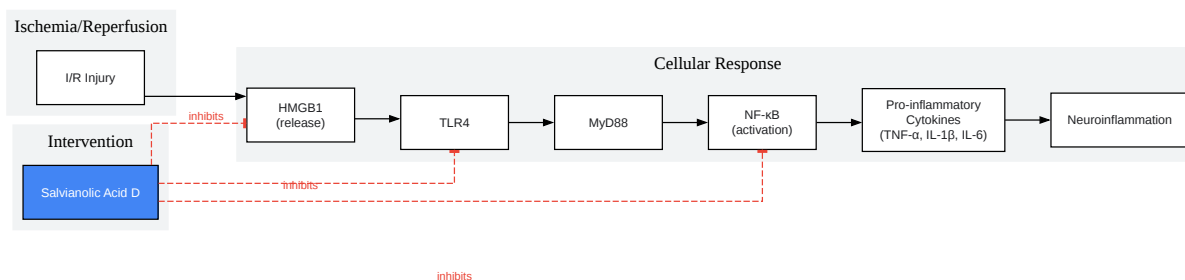 Ischemia/Reperfusion
I/R Injury
Cellular Response
HMGB1
(release)
TLR4
MyD88
NF-κB
(activation)
Pro-inflammatory
Cytokines
(TNF-α, IL-1β, IL-6)
Neuroinflammation
inhibits
Intervention
Salvianolic Acid D
inhibits
inhibits